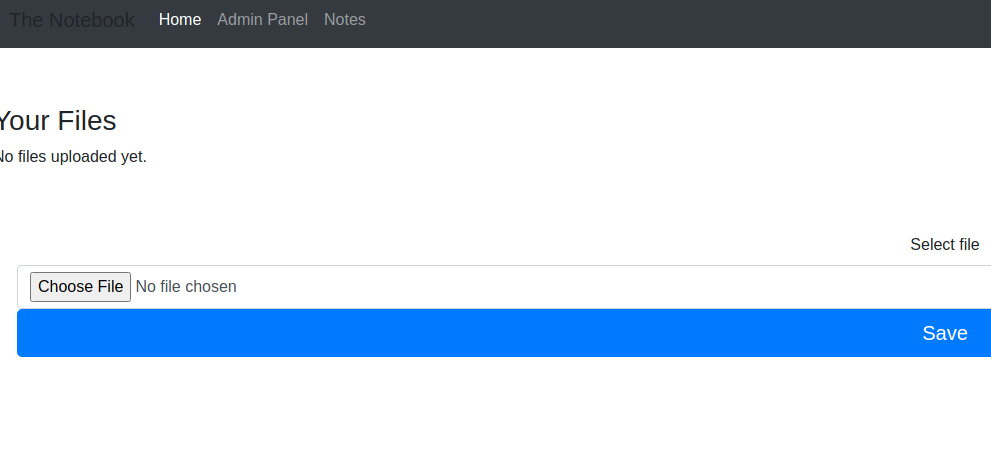 The Notebook Home Admin Panel Notes
Your Files
No files uploaded yet.
Select file
Choose File No file chosen
Save